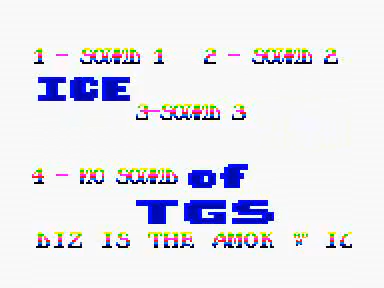 1 - SOUND 1 2 - SOUND 2
ICE
3-SOUND 3
4 - NO SOUND of
TGS
DIZ IS THE AMOK